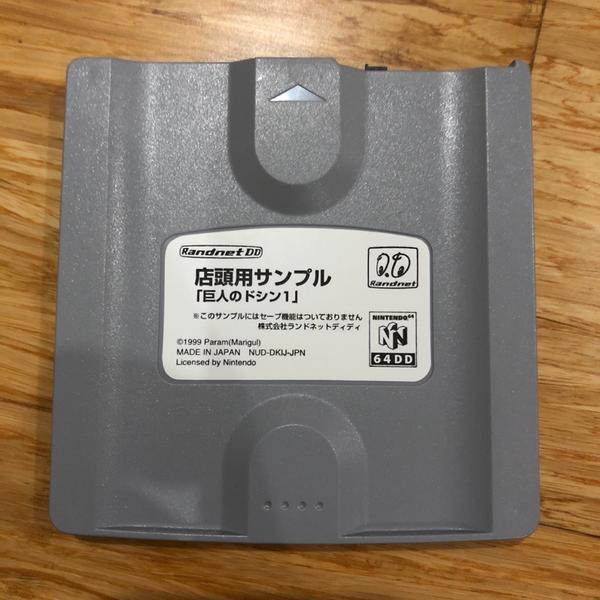 Randnet DD
店頭用サンプル
「巨人のドシン1」
※このサンプルにはセーブ機能はついておりません
株式会社ランドネットディディ
©1999 Param(Marigul)
MADE IN JAPAN NUD-DKIJ-JPN
Licensed by Nintendo
Randnet
NINTENDO 64
N
64DD